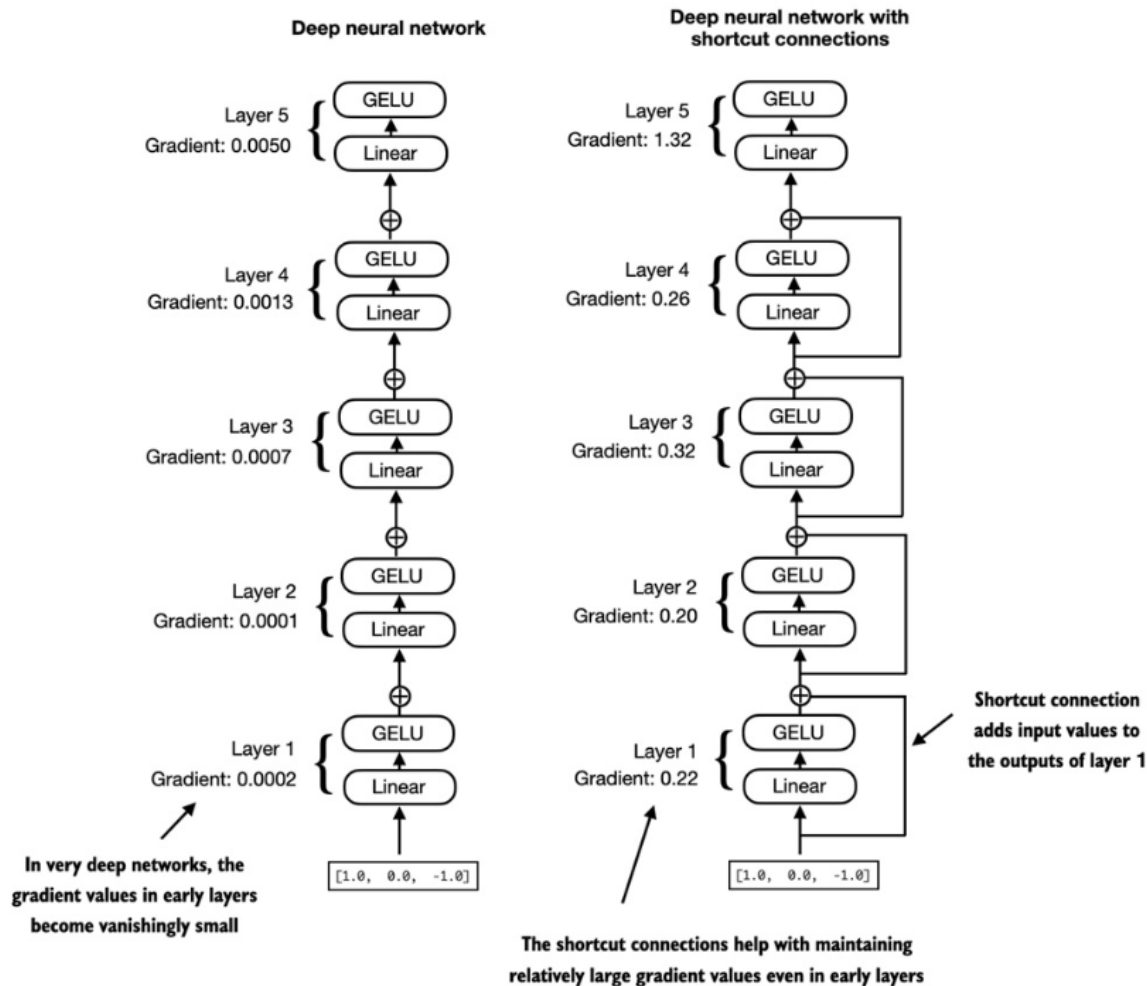 Deep neural network
GELU
Layer 5
Gradient: 0.0050
Linear
GELU
Layer 4
Gradient: 0.0013
Linear
GELU
Layer 3
Gradient: 0.0007
Linear
GELU
Layer 2
Gradient: 0.0001
Linear
GELU
Layer 1
Gradient: 0.0002
Linear
[1.0, 0.0, -1.0]
In very deep networks, the
gradient values in early layers
become vanishingly small
Deep neural network with
shortcut connections
GELU
Layer 5
Gradient: 1.32
Linear
GELU
Layer 4
Gradient: 0.26
Linear
GELU
Layer 3
Gradient: 0.32
Linear
GELU
Layer 2
Gradient: 0.20
Linear
GELU
Layer 1
Gradient: 0.22
Linear
[1.0, 0.0, -1.0]
Shortcut connection
adds input values to
the outputs of layer 1
The shortcut connections help with maintaining
relatively large gradient values even in early layers